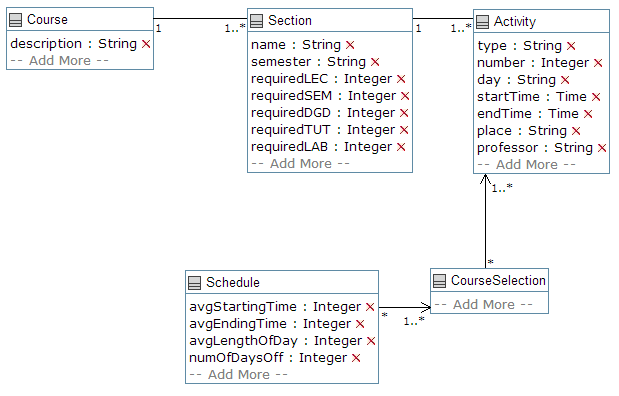 Course
description : String ×
-- Add More --
1
1..*
Section
name : String ×
semester : String ×
requiredLEC : Integer ×
requiredSEM : Integer ×
requiredDGD : Integer ×
requiredTUT : Integer ×
requiredLAB : Integer ×
-- Add More --
1
1..*
Activity
type : String ×
number : Integer ×
day : String ×
startTime : Time ×
endTime : Time ×
place : String ×
professor : String ×
-- Add More --
1..*
*
CourseSelection
-- Add More --
Schedule
avgStartingTime : Integer ×
avgEndingTime : Integer ×
avgLengthOfDay : Integer ×
numOfDaysOff : Integer ×
-- Add More --
*
1..*